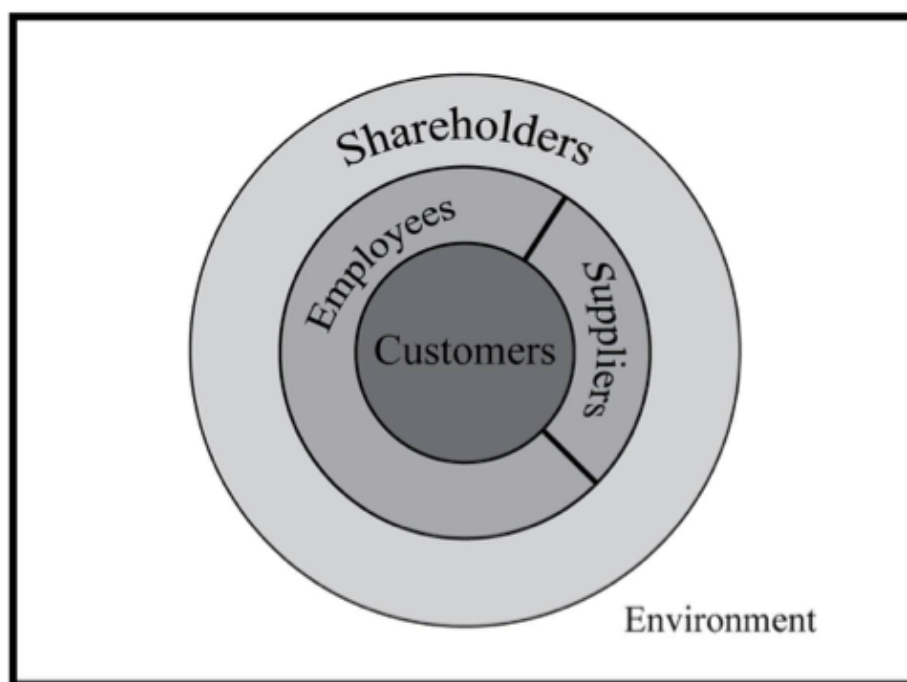 Shareholders
Employees
Suppliers
Customers
Environment